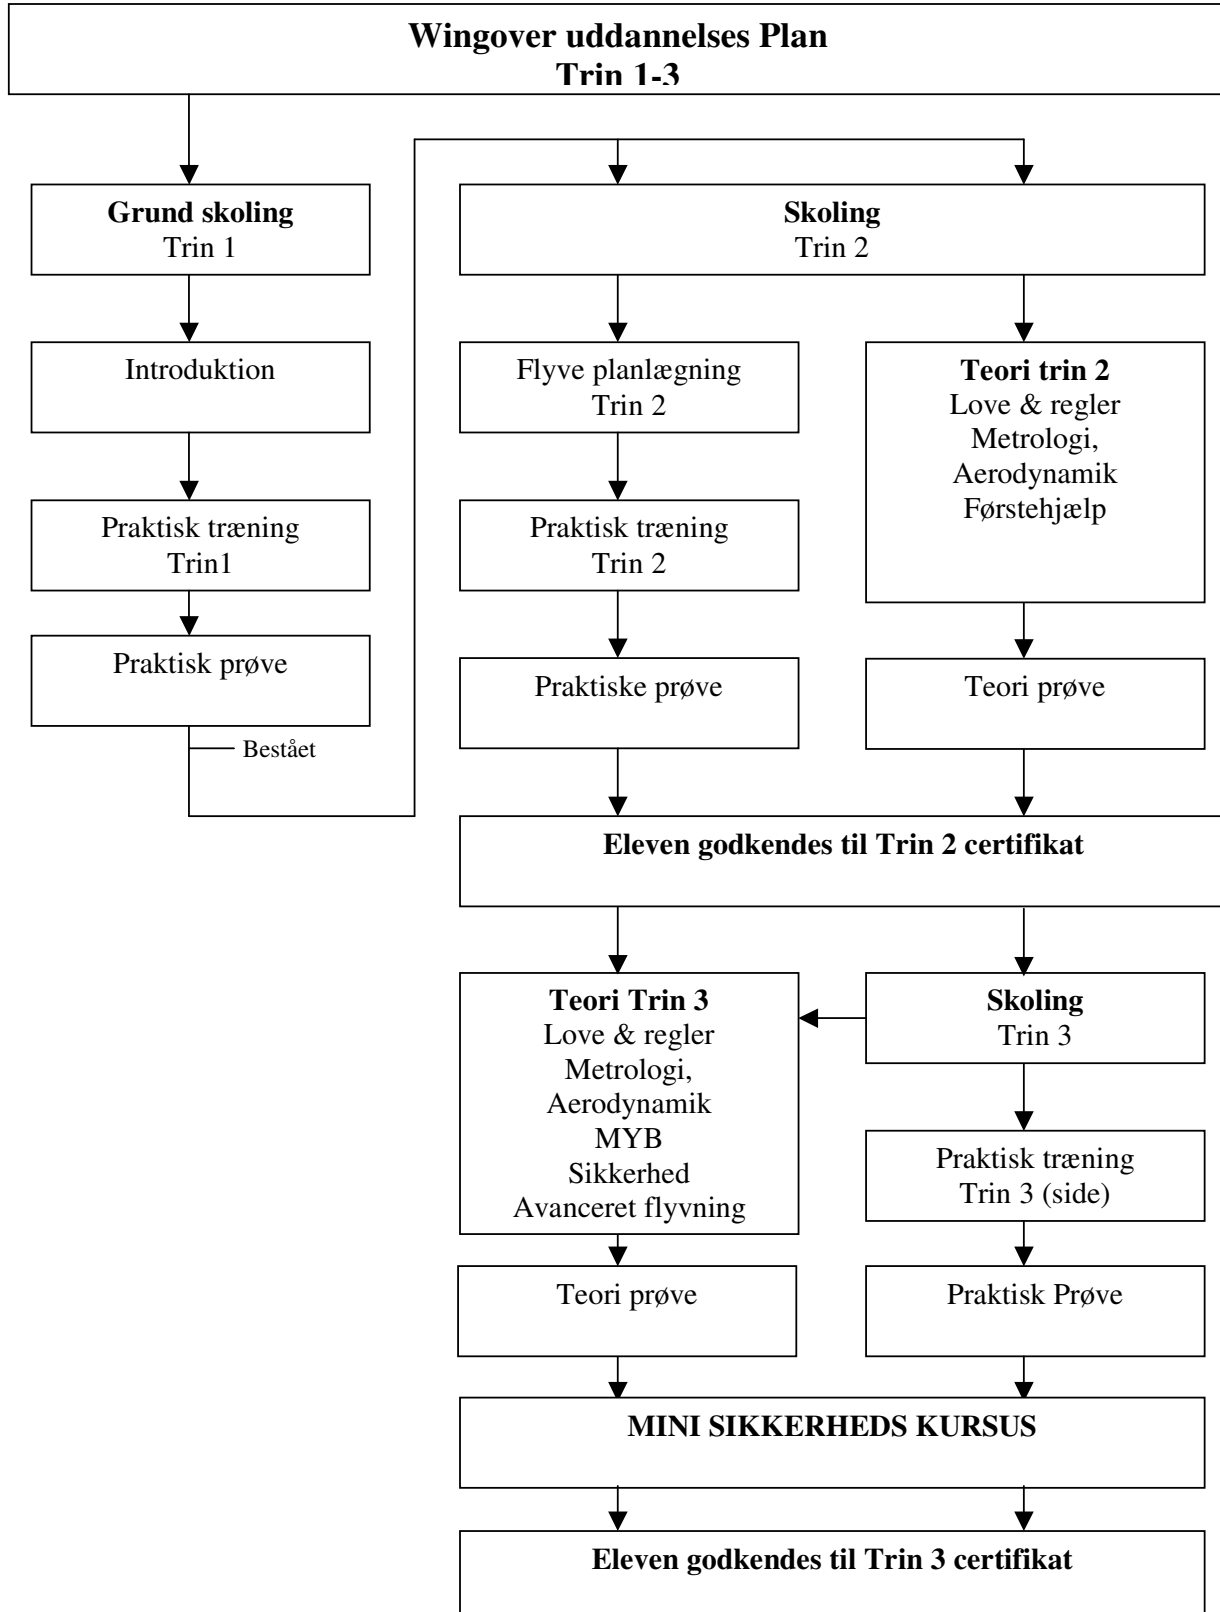 Wingover uddannelses Plan
Trin 1-3
Grund skoling
Trin 1
Introduktion
Praktisk træning
Trin1
Praktisk prøve
Bestået
Skoling
Trin 2
Flyve planlægning
Trin 2
Praktisk træning
Trin 2
Praktiske prøve
Teori trin 2
Love & regler
Metrologi,
Aerodynamik
Førstehjælp
Teori prøve
Eleven godkendes til Trin 2 certifikat
Teori Trin 3
Love & regler
Metrologi,
Aerodynamik
MYB
Sikkerhed
Avanceret flyvning
Teori prøve
Skoling
Trin 3
Praktisk træning
Trin 3 (side)
Praktisk Prøve
MINI SIKKERHEDS KURSUS
Eleven godkendes til Trin 3 certifikat